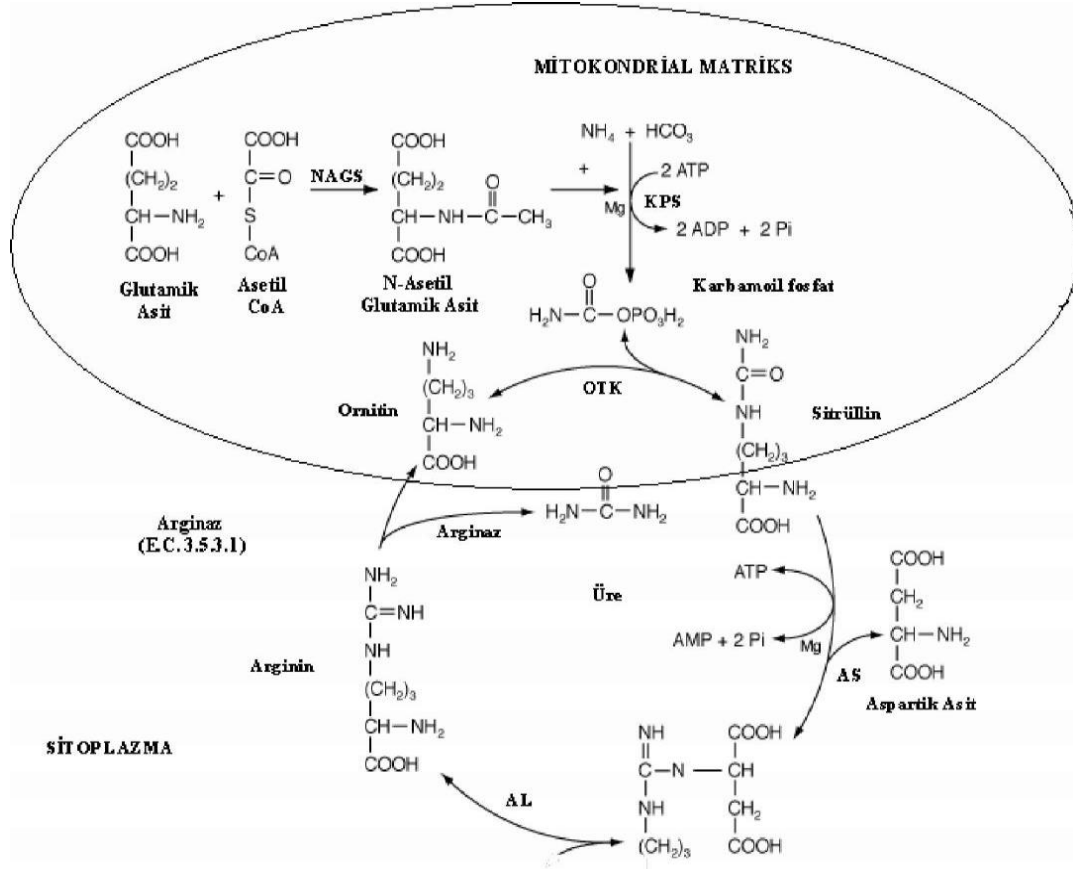 MİTOKONDRİAL MATRİKS
NH₄ + HCO₃
+
2 ATP
Mg
KPS
2 ADP + 2 Pi
COOH
(CH₂)₂
CH—NH₂
COOH
Glutamik
Asit
+
COOH
C=O
S
CoA
Asetil
CoA
NAGS
COOH
(CH₂)₂
O
CH—NH—C—CH₃
COOH
N-Asetil
Glutamik Asit
Karbamoil fosfat
O
H₂N—C—OPO₃H₂
OTK
NH₂
(CH₂)₃
CH—NH₂
COOH
Ornitin
NH₂
C=O
NH
(CH₂)₃
CH—NH₂
COOH
Sitrüllin
O
H₂N—C—NH₂
Arginaz
Üre
Arginaz
(E.C.3.5.3.1)
ATP
AMP + 2 Pi
Mg
AS
COOH
CH₂
CH—NH₂
COOH
Aspartik Asit
NH₂
C=NH
NH
(CH₂)₃
CH—NH₂
COOH
Arginin
SİTOPLAZMA
AL
NH COOH
C—N—CH
NH CH₂
(CH₂)₃ COOH